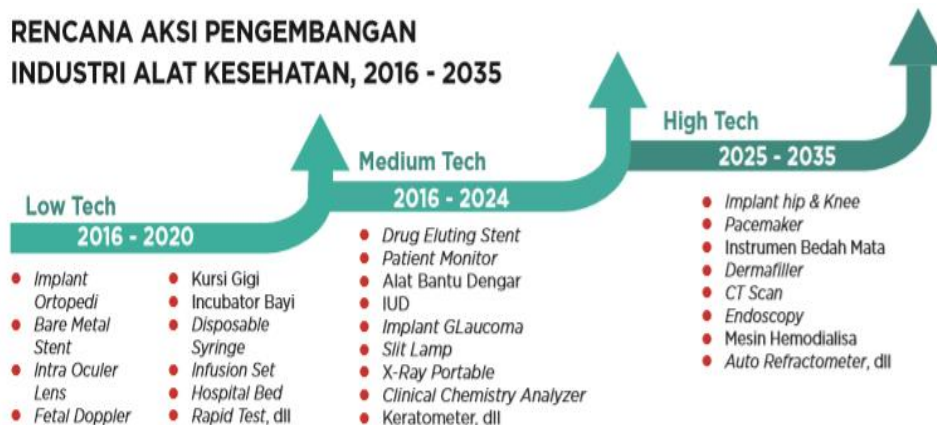 RENCANA AKSI PENGEMBANGAN
INDUSTRI ALAT KESEHATAN, 2016 - 2035
Low Tech
2016 - 2020
Implant
Ortopedi
Bare Metal
Stent
Intra Oculer
Lens
Fetal Doppler
Kursi Gigi
Incubator Bayi
Disposable
Syringe
Infusion Set
Hospital Bed
Rapid Test, dll
Medium Tech
2016 - 2024
Drug Eluting Stent
Patient Monitor
Alat Bantu Dengar
IUD
Implant GLaucoma
Slit Lamp
X-Ray Portable
Clinical Chemistry Analyzer
Keratometer, dll
High Tech
2025 - 2035
Implant hip & Knee
Pacemaker
Instrumen Bedah Mata
Dermafiller
CT Scan
Endoscopy
Mesin Hemodialisa
Auto Refractometer, dll